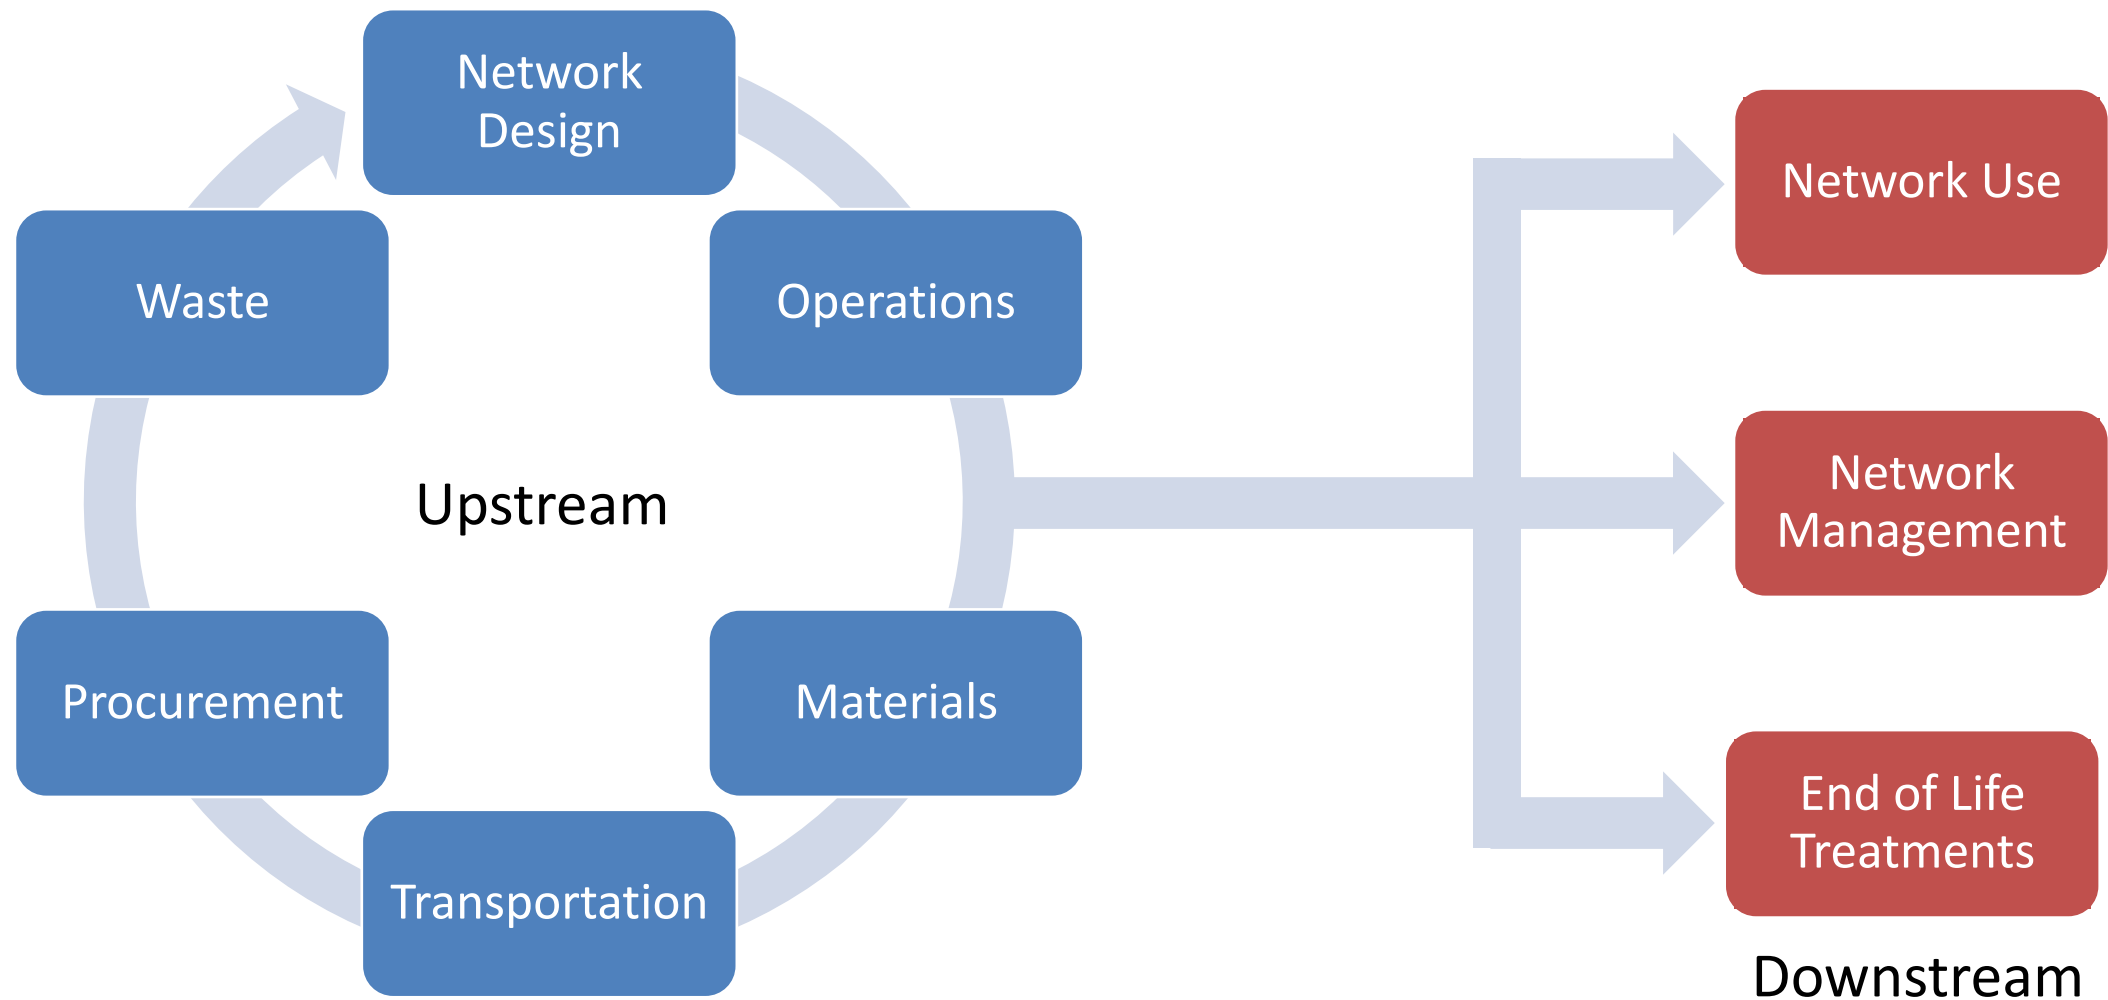 Network
Design
Operations
Materials
Transportation
Procurement
Waste
Upstream
Network Use
Network
Management
End of Life
Treatments
Downstream